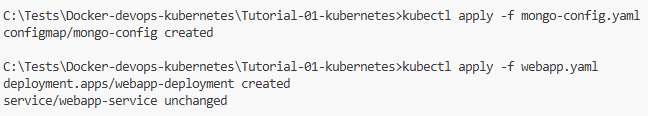 C:\Tests\Docker-devops-kubernetes\Tutorial-01-kubernetes>kubectl apply -f mongo-config.yaml
configmap/mongo-config created
C:\Tests\Docker-devops-kubernetes\Tutorial-01-kubernetes>kubectl apply -f webapp.yaml
deployment.apps/webapp-deployment created
service/webapp-service unchanged